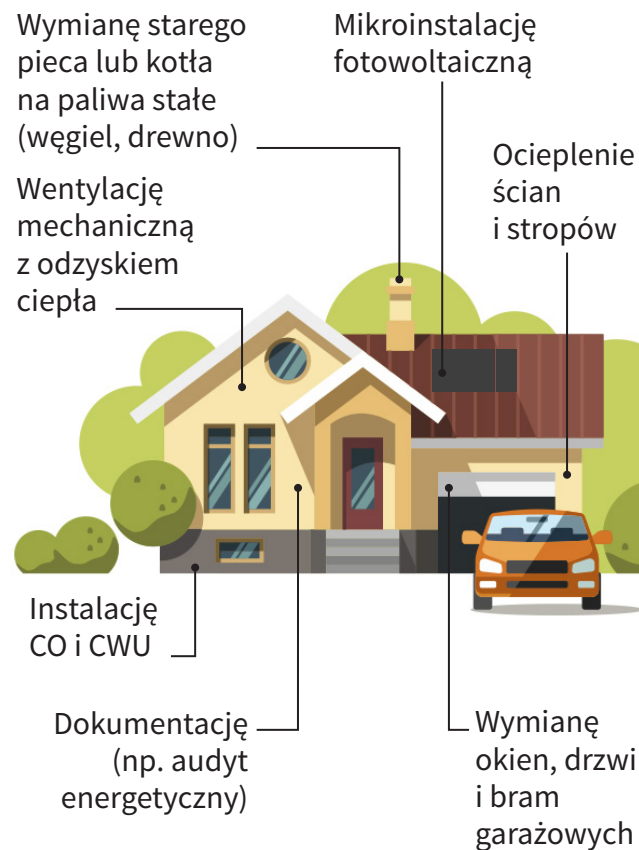 Wymianę starego
pieca lub kotła
na paliwa stałe
(węgiel, drewno)
Mikroinstalację
fotowoltaiczną
Ocieplenie
ścian
i stropów
Wentylację
mechaniczną
z odzyskiem
ciepła
Instalację
CO i CWU
Dokumentację
(np. audyt
energetyczny)
Wymianę
okien, drzwi
i bram
garażowych